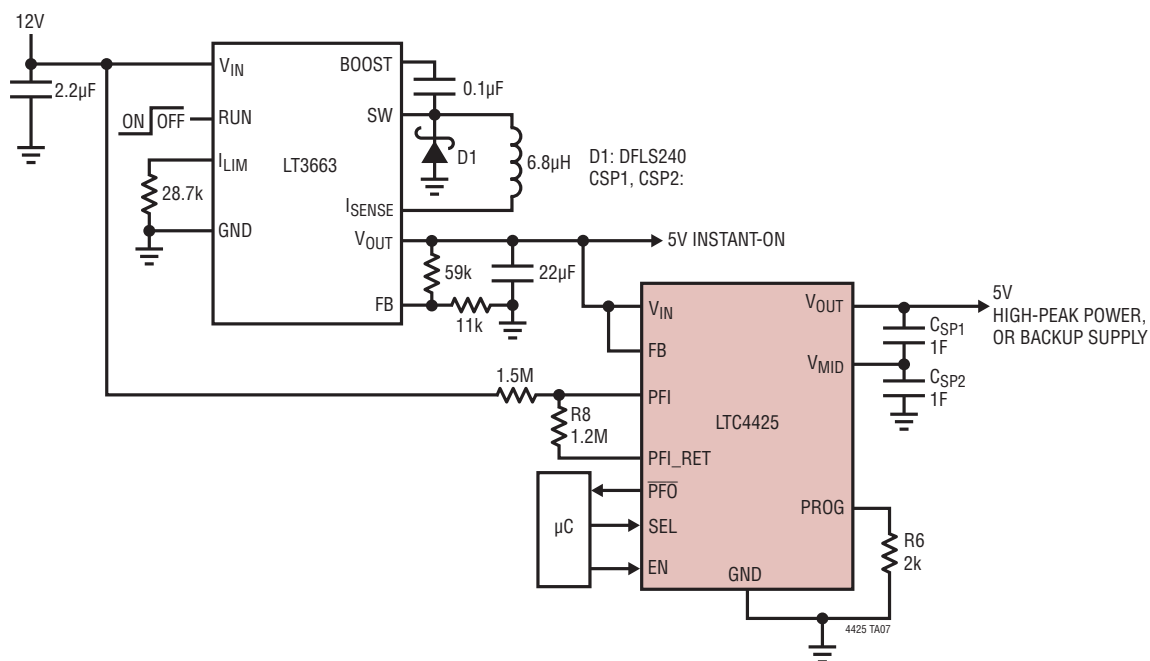 12V
2.2µF
VIN
BOOST
0.1µF
ON OFF
RUN
SW
D1
6.8µH
D1: DFLS240
CSP1, CSP2:
ILIM
LT3663
28.7k
ISENSE
GND
VOUT
5V INSTANT-ON
59k
22µF
FB
11k
VIN
VOUT
5V
HIGH-PEAK POWER,
OR BACKUP SUPPLY
CSP1
1F
FB
VMID
CSP2
1F
1.5M
PFI
R8
1.2M
LTC4425
PFI_RET
PFO
µC
SEL
PROG
EN
R6
2k
GND
4425 TA07